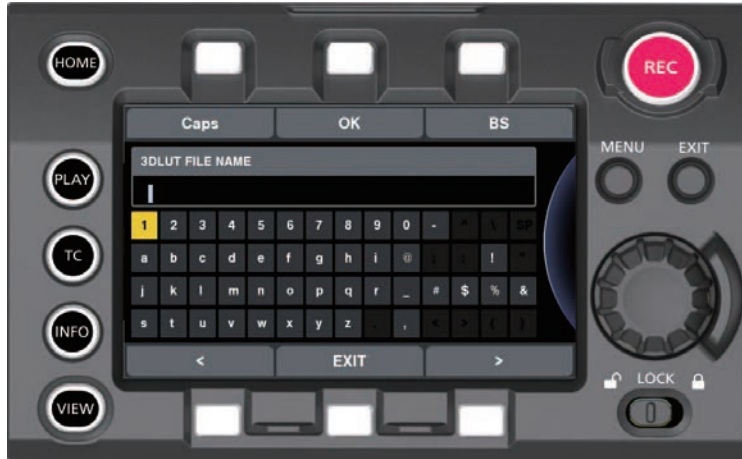 HOME
REC
Caps OK BS
MENU EXIT
3DLUT FILE NAME
PLAY
1 2 3 4 5 6 7 8 9 0 - ^ \ SP
TC
a b c d e f g h i @ ; : ! "
j k l m n o p q r _ # $ % &
INFO
s t u v w x y z . , < > ( )
< EXIT >
LOCK
VIEW